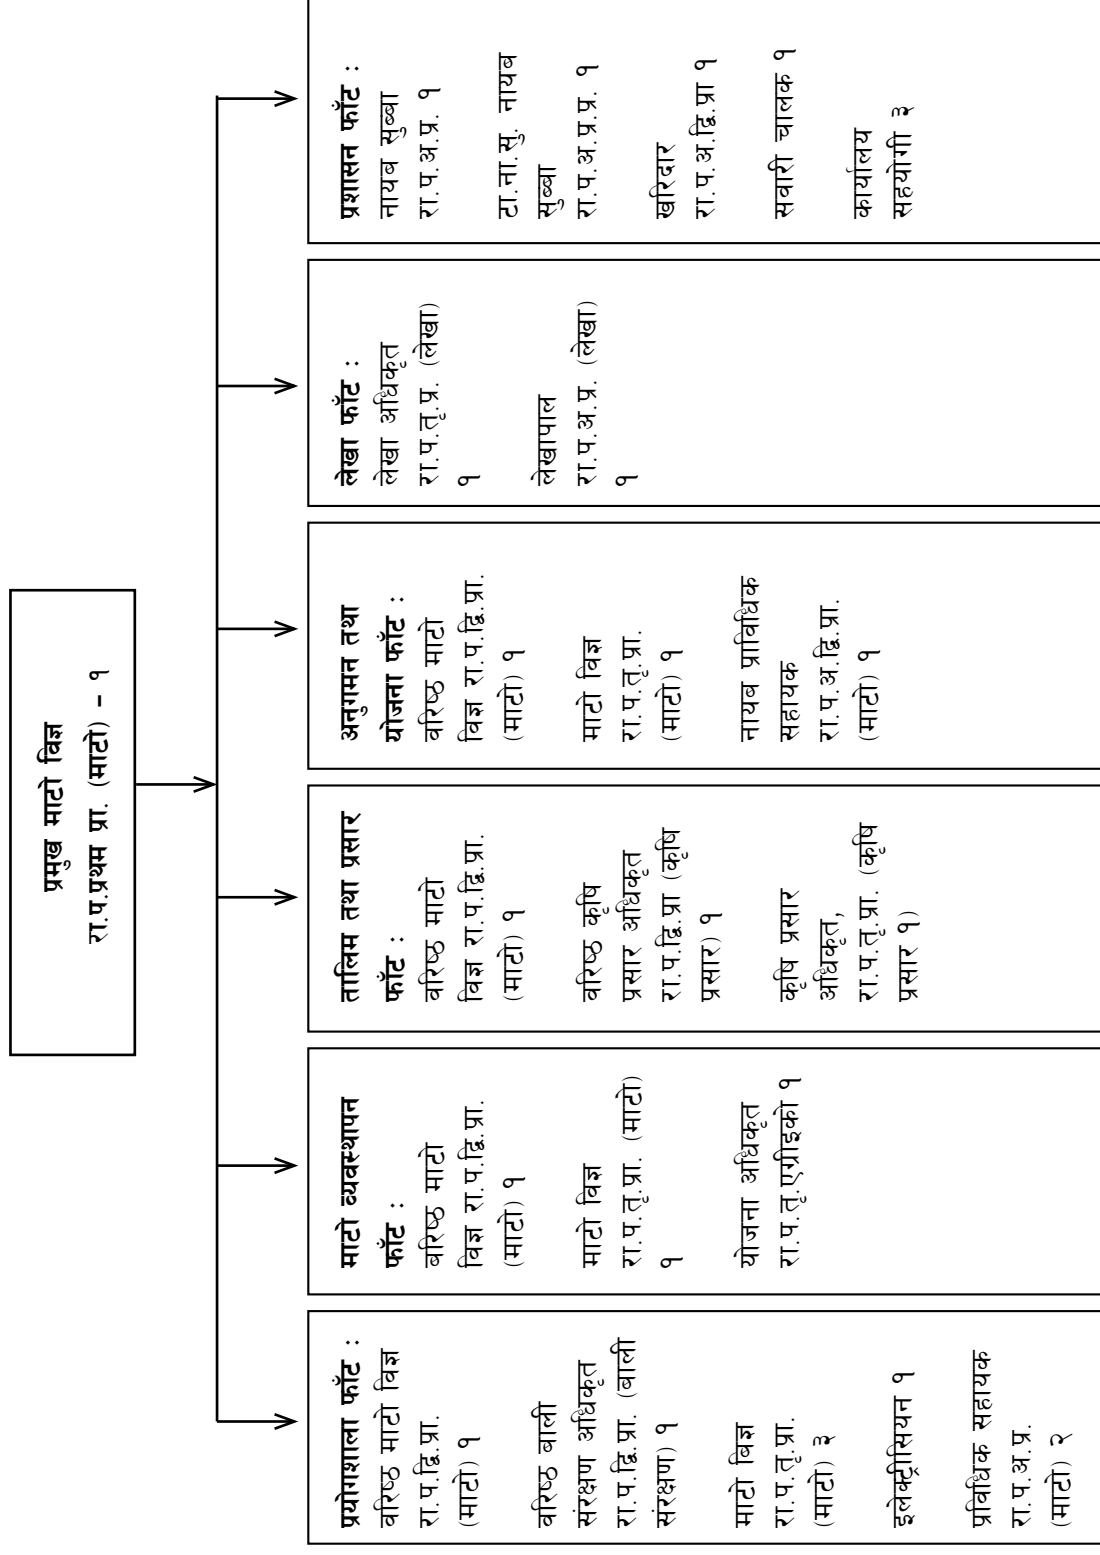 प्रमुख माटो विज्ञ
रा.प.प्रथम प्रा. (माटो) – १
प्रयोगशाला फाँट :
वरिष्ठ माटो विज्ञ
रा.प.द्वि.प्रा.
(माटो) १
वरिष्ठ बाली
संरक्षण अधिकृत
रा.प.द्वि.प्रा. (बाली
संरक्षण) १
माटो विज्ञ
रा.प.तृ.प्रा.
(माटो) ३
इलेक्ट्रीसियन १
प्रविधिक सहायक
रा.प.अ.प्र.
(माटो) २
माटो व्यवस्थापन
फाँट :
वरिष्ठ माटो
विज्ञ रा.प.द्वि.प्रा.
(माटो) १
माटो विज्ञ
रा.प.तृ.प्रा. (माटो)
१
योजना अधिकृत
रा.प.तृ.एग्रीइको १
तालिम तथा प्रसार
फाँट :
वरिष्ठ माटो
विज्ञ रा.प.द्वि.प्रा.
(माटो) १
वरिष्ठ कृषि
प्रसार अधिकृत
रा.प.द्वि.प्रा (कृषि
प्रसार) १
कृषि प्रसार
अधिकृत,
रा.प.तृ.प्रा. (कृषि
प्रसार १)
अनुगमन तथा
योजना फाँट :
वरिष्ठ माटो
विज्ञ रा.प.द्वि.प्रा.
(माटो) १
माटो विज्ञ
रा.प.तृ.प्रा.
(माटो) १
नायब प्राविधिक
सहायक
रा.प.अ.द्वि.प्रा.
(माटो) १
लेखा फाँट :
लेखा अधिकृत
रा.प.तृ.प्र. (लेखा)
१
लेखापाल
रा.प.अ.प्र. (लेखा)
१
प्रशासन फाँट :
नायब सुब्बा
रा.प.अ.प्र. १
टा.ना.सु. नायब
सुब्बा
रा.प.अ.प्र.प्र. १
खरिदार
रा.प.अ.द्वि.प्रा १
सवारी चालक १
कार्यालय
सहयोगी ३